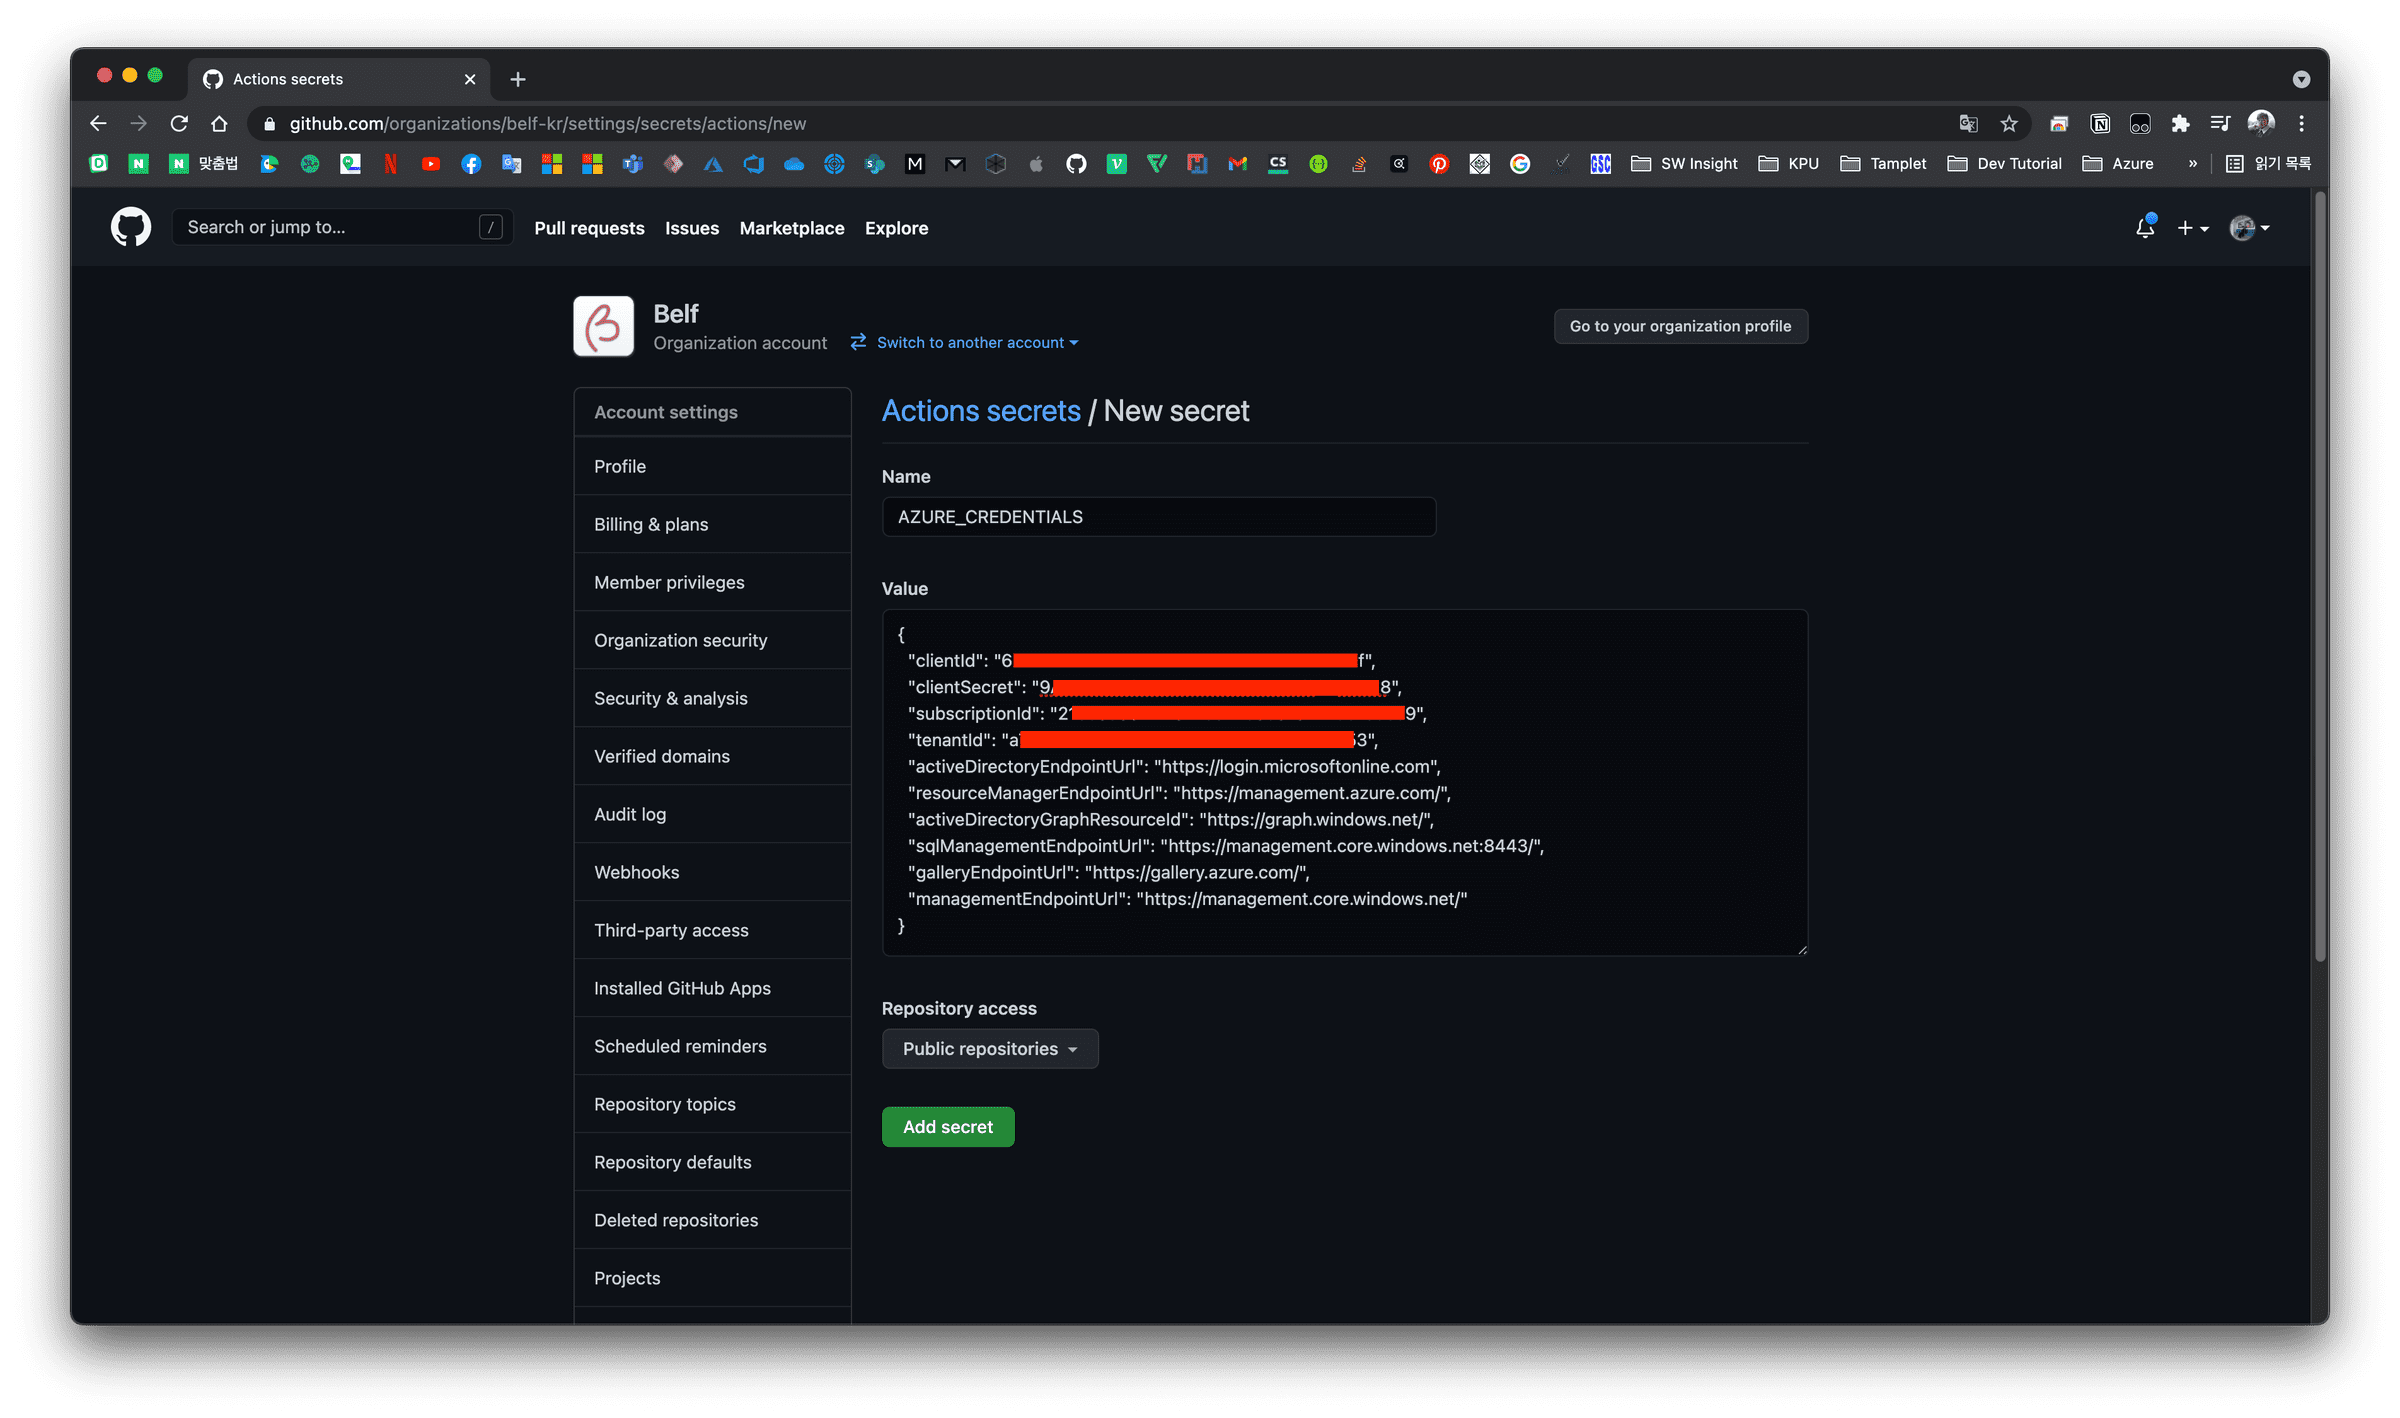 Actions secrets
github.com/organizations/belf-kr/settings/secrets/actions/new
맞춤법
SW Insight
KPU
Tamplet
Dev Tutorial
Azure
»
읽기 목록
Search or jump to...
/
Pull requests
Issues
Marketplace
Explore
Belf
Organization account
Switch to another account
Go to your organization profile
Account settings
Profile
Billing & plans
Member privileges
Organization security
Security & analysis
Verified domains
Audit log
Webhooks
Third-party access
Installed GitHub Apps
Scheduled reminders
Repository topics
Repository defaults
Deleted repositories
Projects
Actions secrets / New secret
Name
AZURE_CREDENTIALS
Value
{
"clientId": "6 f",
"clientSecret": "9 8",
"subscriptionId": "2 9",
"tenantId": "a 3",
"activeDirectoryEndpointUrl": "https://login.microsoftonline.com",
"resourceManagerEndpointUrl": "https://management.azure.com/",
"activeDirectoryGraphResourceId": "https://graph.windows.net/",
"sqlManagementEndpointUrl": "https://management.core.windows.net:8443/",
"galleryEndpointUrl": "https://gallery.azure.com/",
"managementEndpointUrl": "https://management.core.windows.net/"
}
Repository access
Public repositories
Add secret